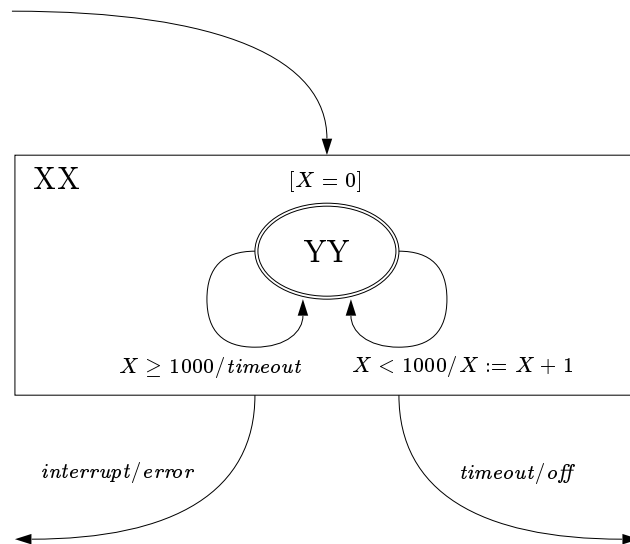 XX
[X = 0]
YY
X ≥ 1000/timeout
X < 1000/X := X + 1
interrupt/error
timeout/off